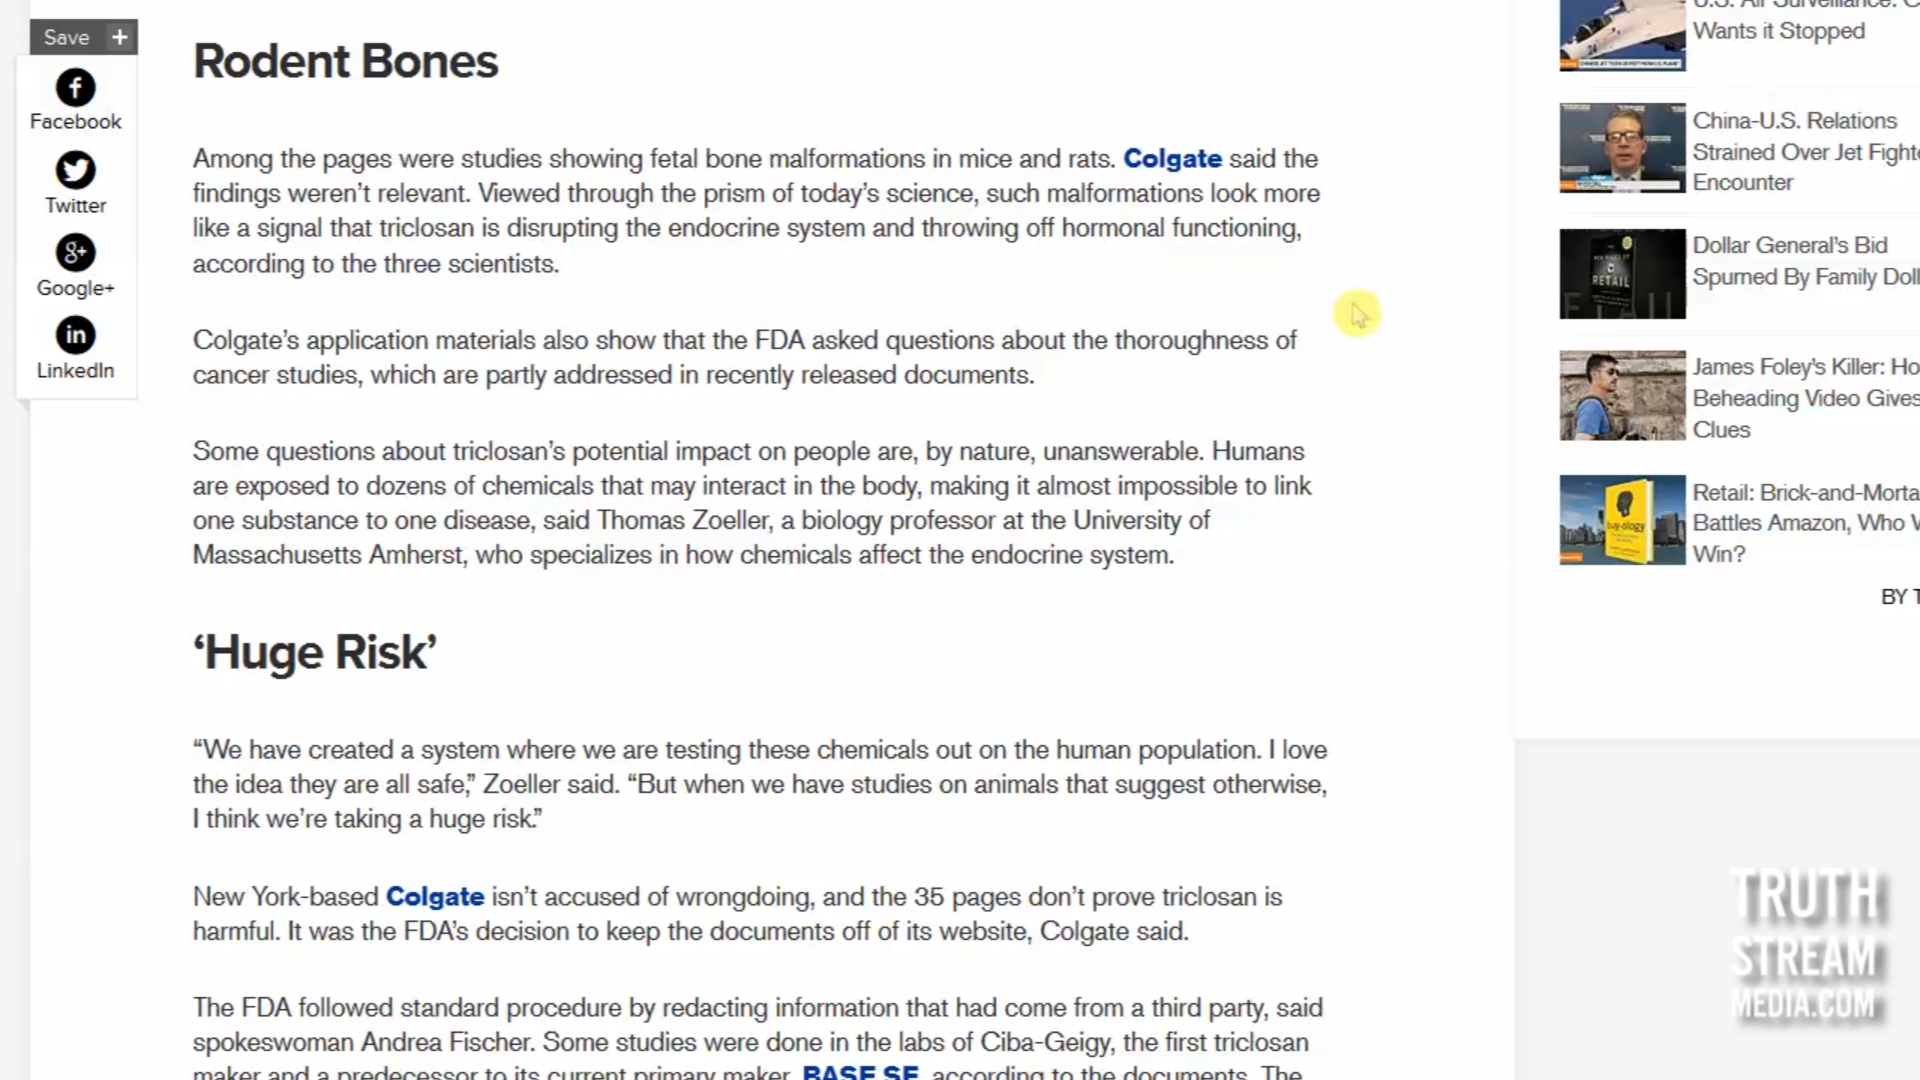 Save +
Facebook
Twitter
Google+
LinkedIn
Rodent Bones
Among the pages were studies showing fetal bone malformations in mice and rats. Colgate said the
findings weren’t relevant. Viewed through the prism of today’s science, such malformations look more
like a signal that triclosan is disrupting the endocrine system and throwing off hormonal functioning,
according to the three scientists.
Colgate’s application materials also show that the FDA asked questions about the thoroughness of
cancer studies, which are partly addressed in recently released documents.
Some questions about triclosan’s potential impact on people are, by nature, unanswerable. Humans
are exposed to dozens of chemicals that may interact in the body, making it almost impossible to link
one substance to one disease, said Thomas Zoeller, a biology professor at the University of
Massachusetts Amherst, who specializes in how chemicals affect the endocrine system.
‘Huge Risk’
“We have created a system where we are testing these chemicals out on the human population. I love
the idea they are all safe,” Zoeller said. “But when we have studies on animals that suggest otherwise,
I think we’re taking a huge risk.”
New York-based Colgate isn’t accused of wrongdoing, and the 35 pages don’t prove triclosan is
harmful. It was the FDA’s decision to keep the documents off of its website, Colgate said.
The FDA followed standard procedure by redacting information that had come from a third party, said
spokeswoman Andrea Fischer. Some studies were done in the labs of Ciba-Geigy, the first triclosan
maker and a predecessor to its current primary maker, BASF SE, according to the documents. The
U.S. Air Surveillance: C
Wants it Stopped
China-U.S. Relations
Strained Over Jet Fight
Encounter
RETAIL
Dollar General’s Bid
Spurned By Family Doll
James Foley’s Killer: Ho
Beheading Video Gives
Clues
buy-ology
Retail: Brick-and-Morta
Battles Amazon, Who W
Win?
BY T
TRUTH
STREAM
MEDIA.COM